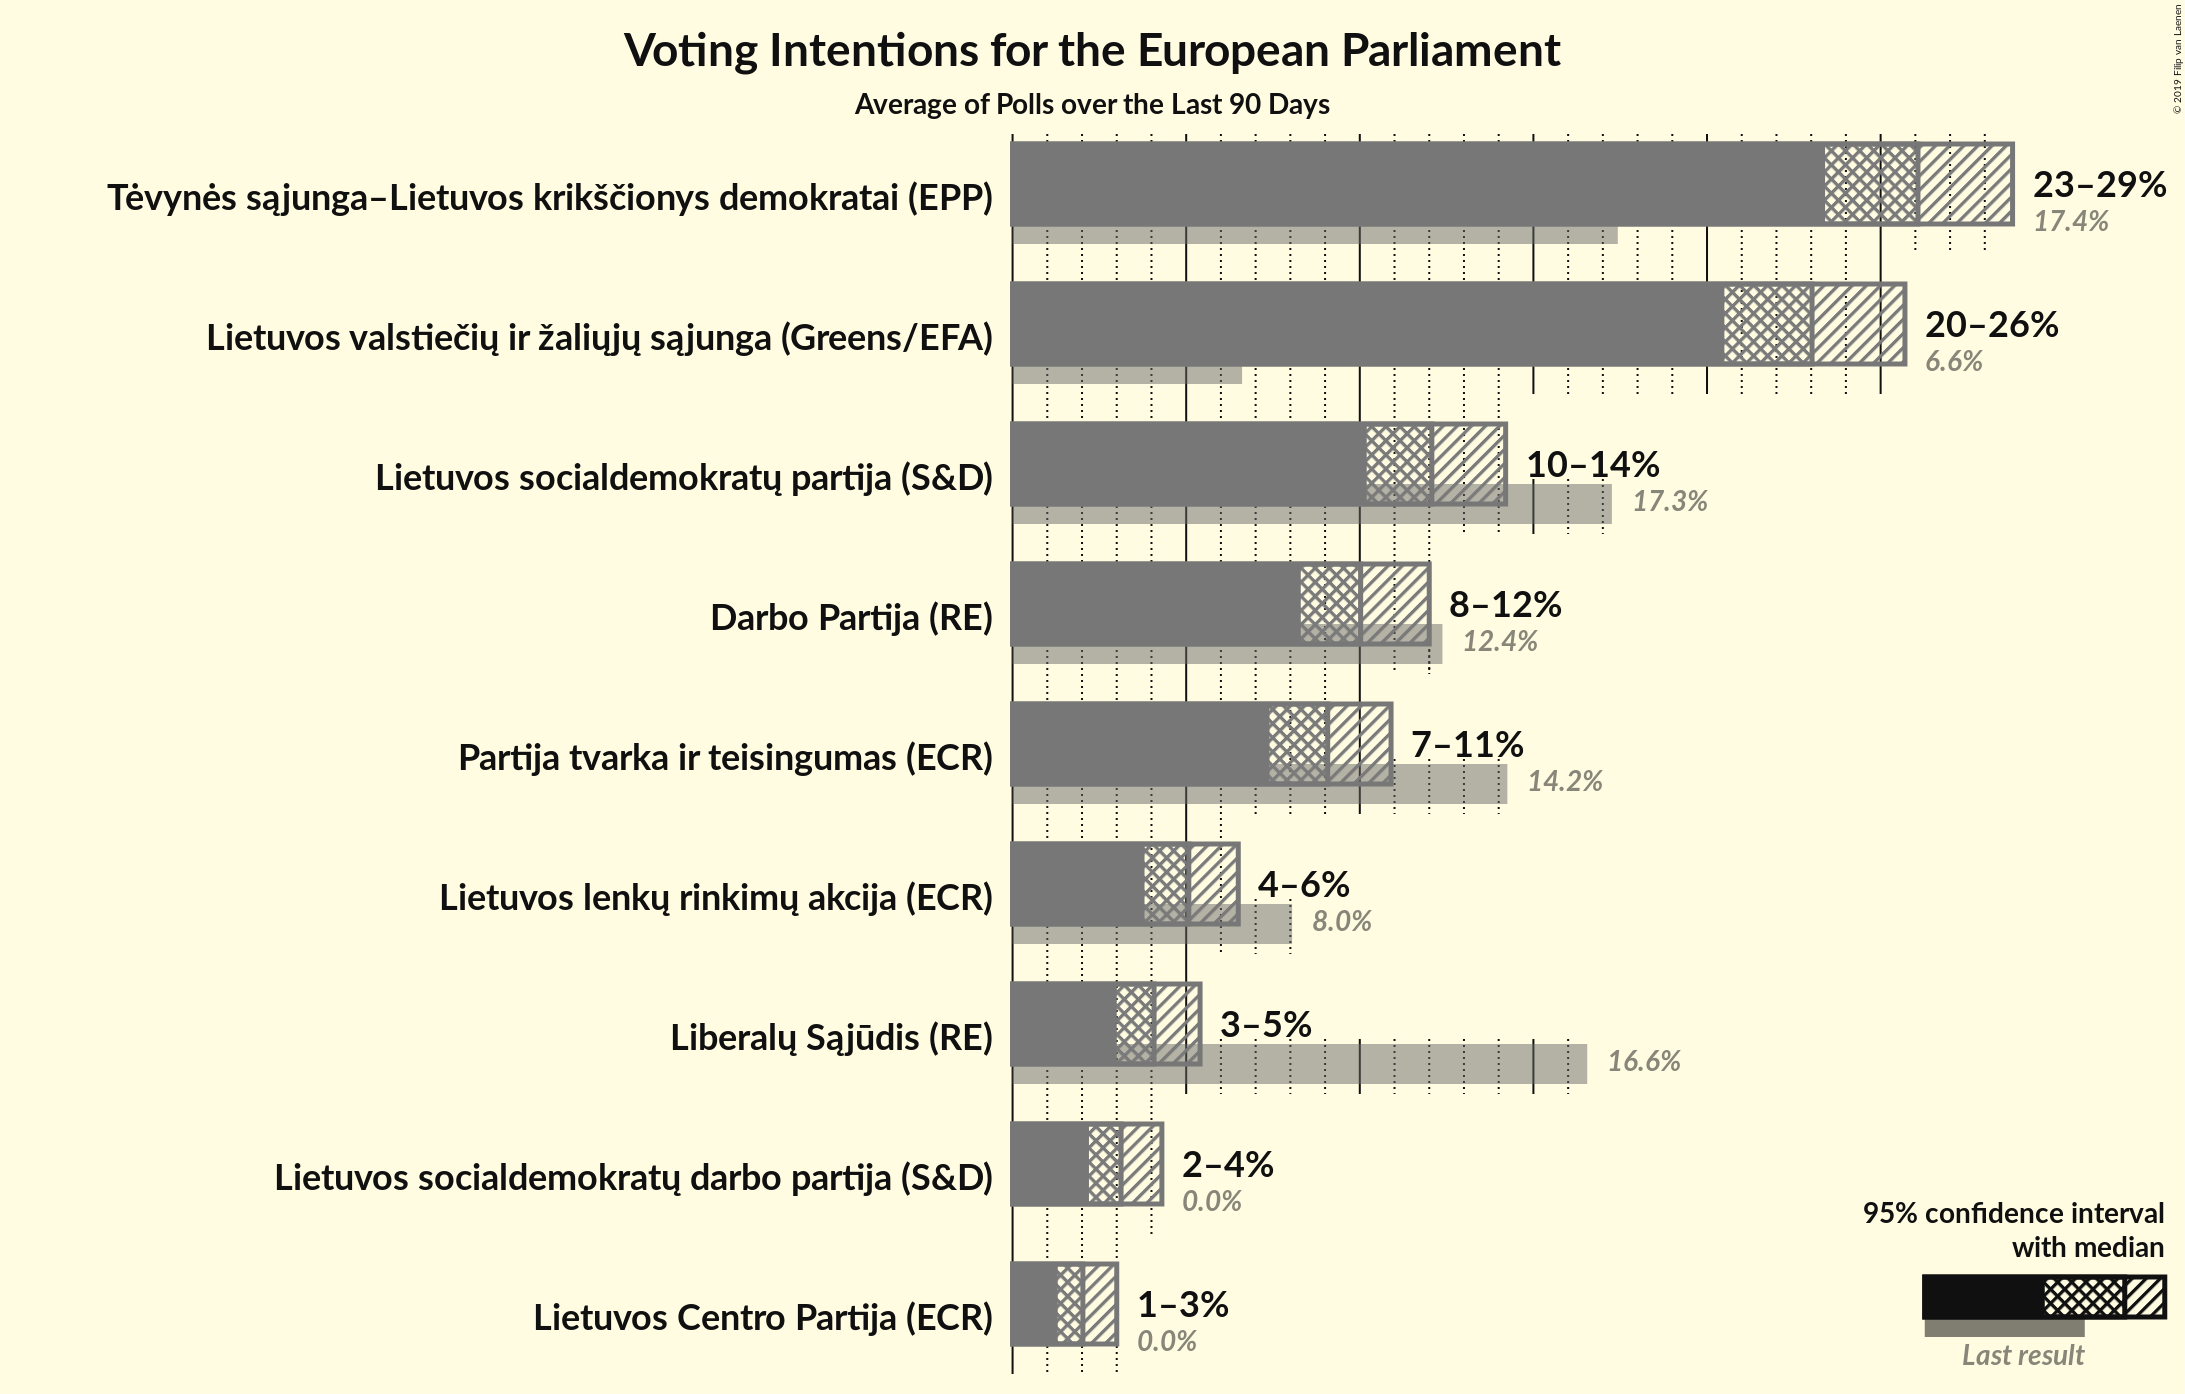 Voting Intentions for the European Parliament
Average of Polls over the Last 90 Days
© 2019 Filip van Laenen
Tėvynės sąjunga–Lietuvos krikščionys demokratai (EPP)
23–29%
17.4%
Lietuvos valstiečių ir žaliųjų sąjunga (Greens/EFA)
20–26%
6.6%
Lietuvos socialdemokratų partija (S&D)
10–14%
17.3%
Darbo Partija (RE)
8–12%
12.4%
Partija tvarka ir teisingumas (ECR)
7–11%
14.2%
Lietuvos lenkų rinkimų akcija (ECR)
4–6%
8.0%
Liberalų Sąjūdis (RE)
3–5%
16.6%
Lietuvos socialdemokratų darbo partija (S&D)
2–4%
0.0%
Lietuvos Centro Partija (ECR)
1–3%
0.0%
95% confidence interval
with median
Last result